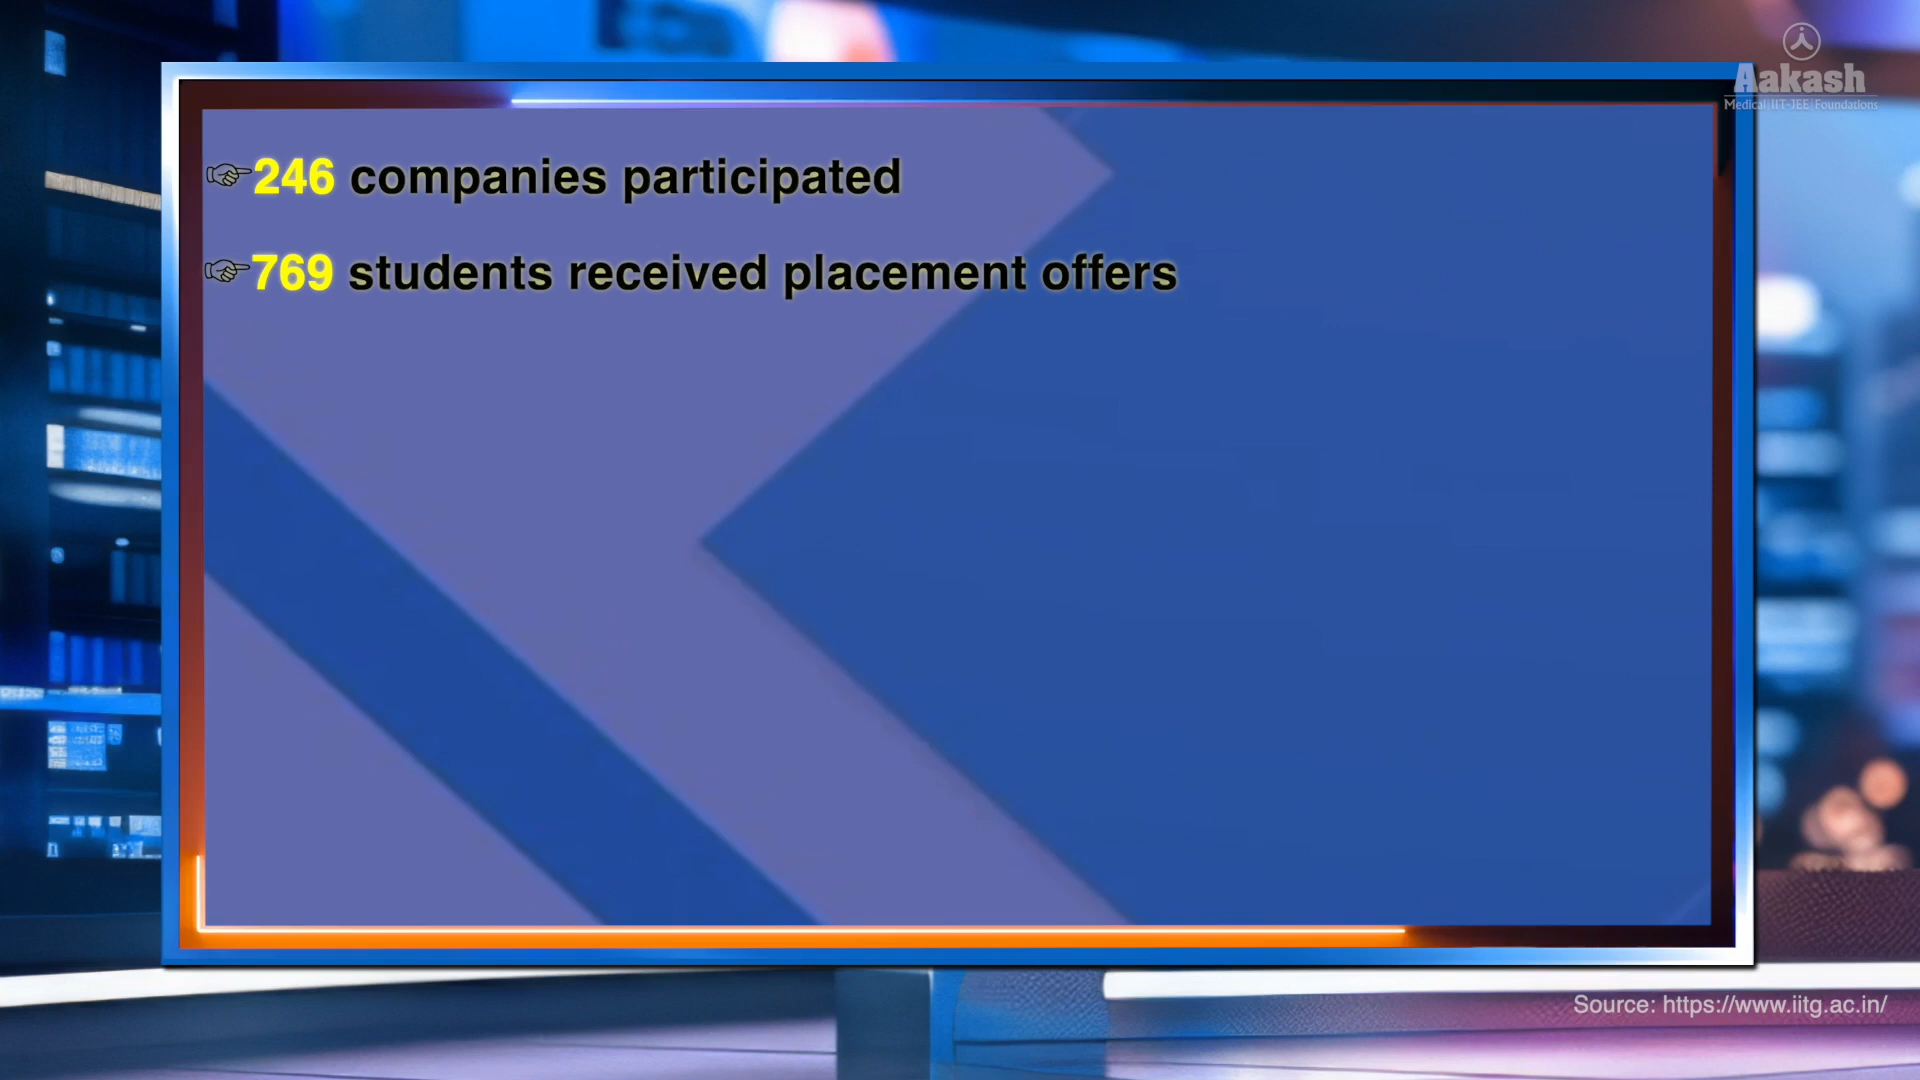 Aakash
Medical|IIT-JEE|Foundations
☞246 companies participated
☞769 students received placement offers
Source: https://www.iitg.ac.in/